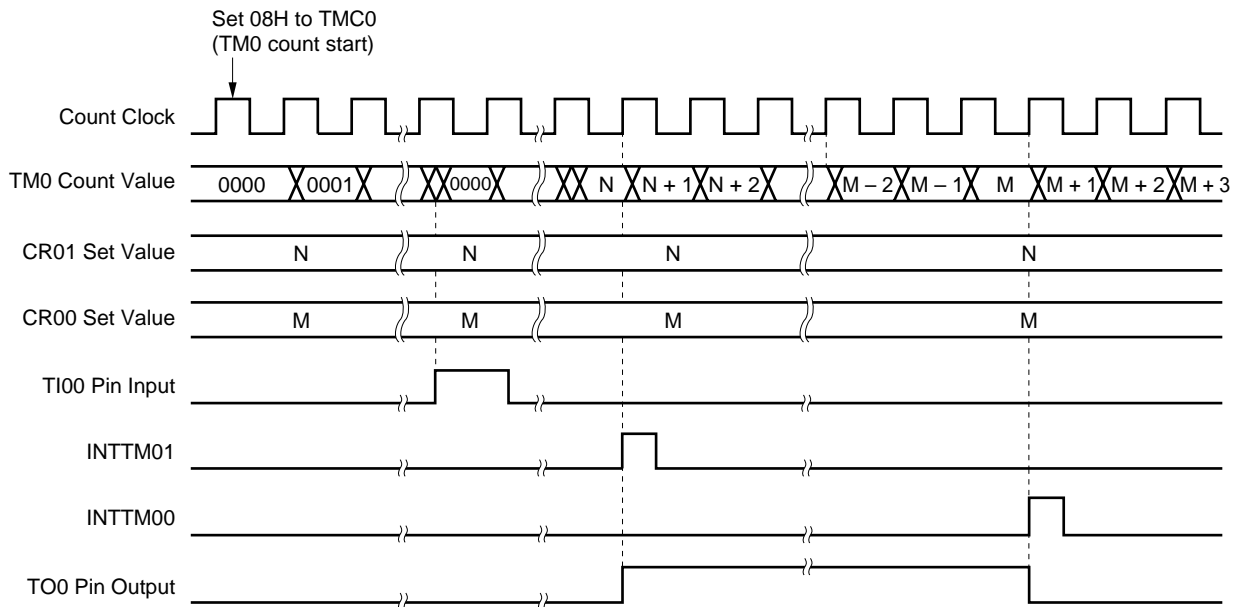 Set 08H to TMC0
(TM0 count start)
Count Clock
TM0 Count Value 0000 0001 0000 N N + 1 N + 2 M – 2 M – 1 M M + 1 M + 2 M + 3
CR01 Set Value N N N N
CR00 Set Value M M M M
TI00 Pin Input
INTTM01
INTTM00
TO0 Pin Output